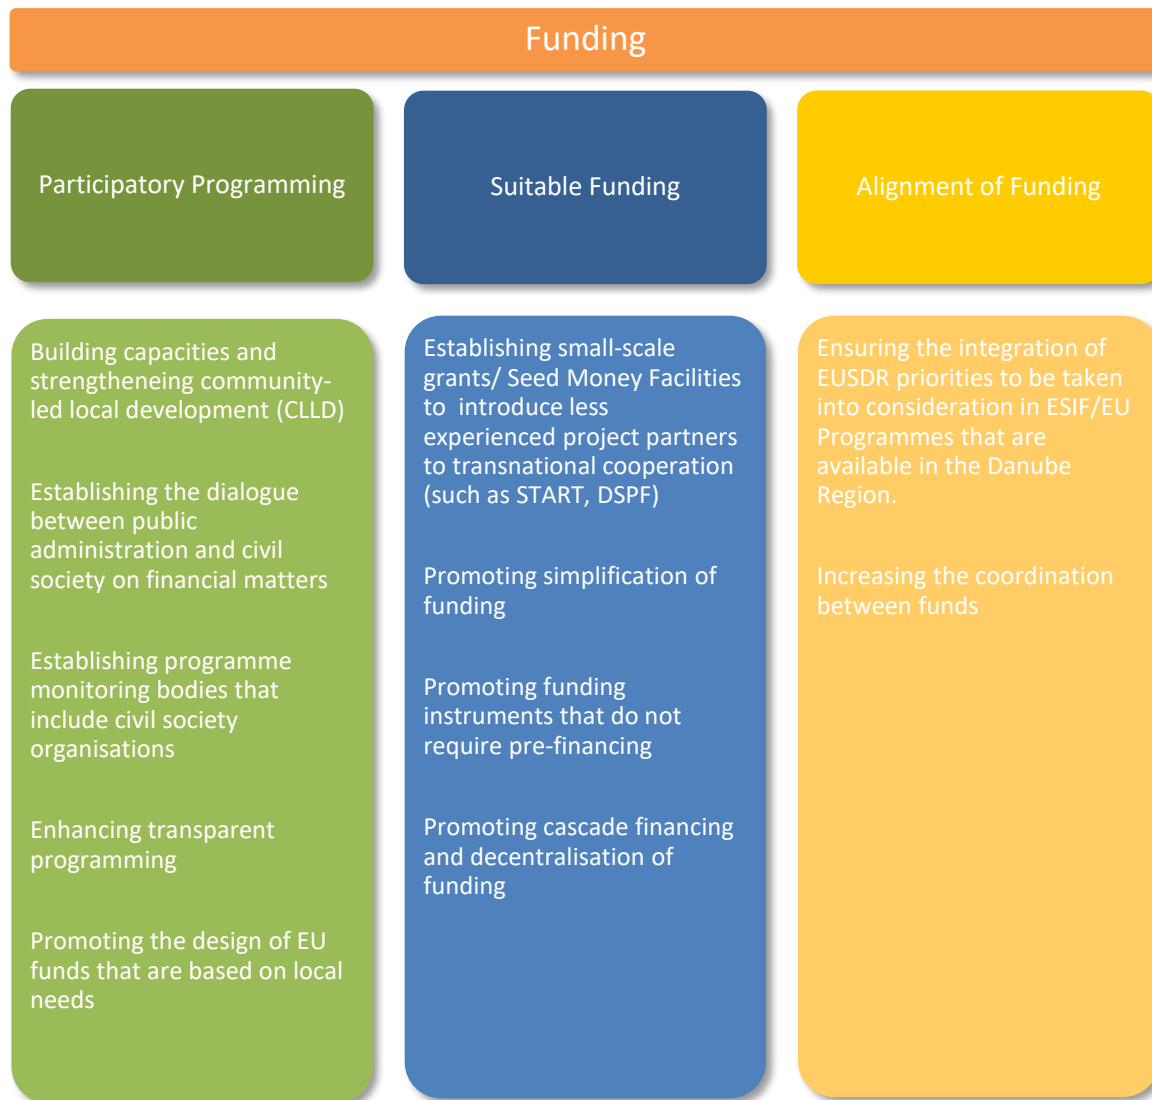 Funding
Participatory Programming
Suitable Funding
Alignment of Funding
Building capacities and
strengtheneing community-
led local development (CLLD)
Establishing the dialogue
between public
administration and civil
society on financial matters
Establishing programme
monitoring bodies that
include civil society
organisations
Enhancing transparent
programming
Promoting the design of EU
funds that are based on local
needs
Establishing small-scale
grants/ Seed Money Facilities
to introduce less
experienced project partners
to transnational cooperation
(such as START, DSPF)
Promoting simplification of
funding
Promoting funding
instruments that do not
require pre-financing
Promoting cascade financing
and decentralisation of
funding
Ensuring the integration of
EUSDR priorities to be taken
into consideration in ESIF/EU
Programmes that are
available in the Danube
Region.
Increasing the coordination
between funds